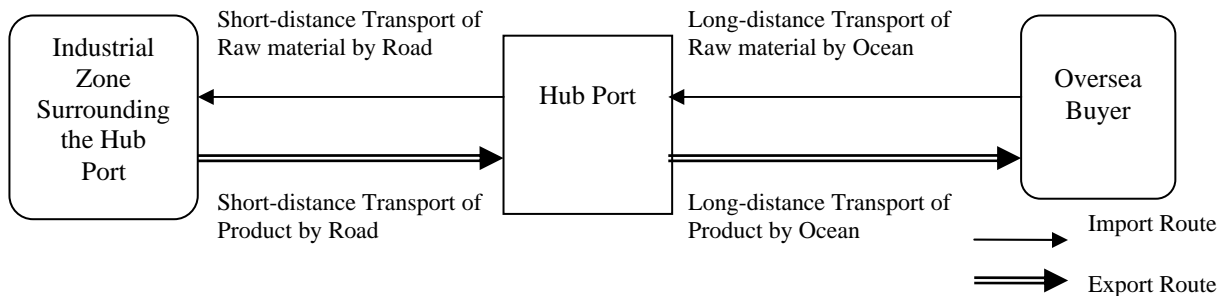 Industrial
Zone
Surrounding
the Hub
Port
Short-distance Transport of
Raw material by Road
Short-distance Transport of
Product by Road
Hub Port
Long-distance Transport of
Raw material by Ocean
Long-distance Transport of
Product by Ocean
Oversea
Buyer
Import Route
Export Route